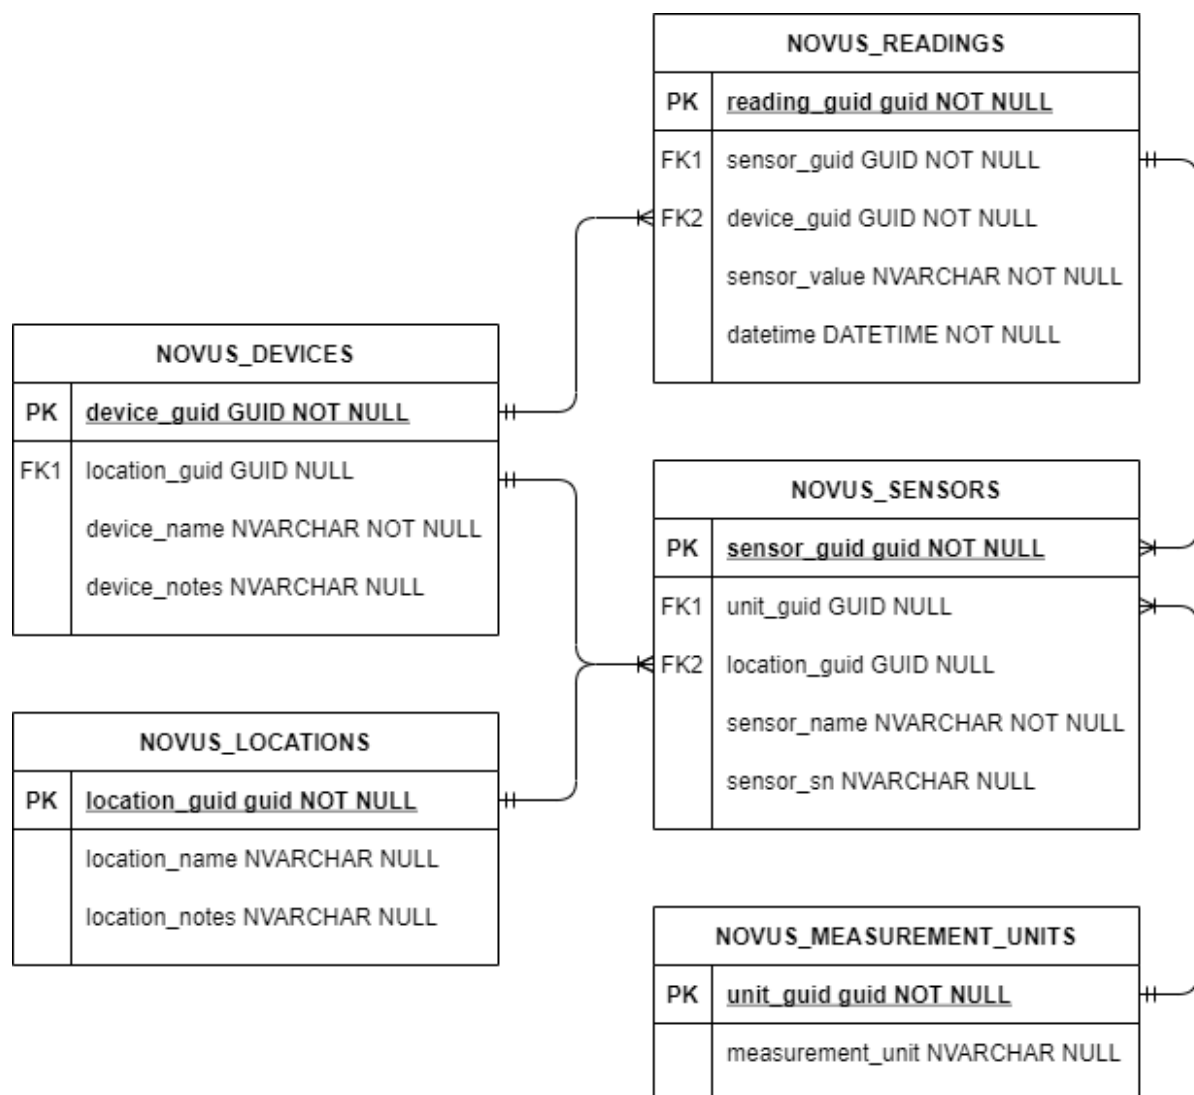 NOVUS_READINGS
PK reading_guid guid NOT NULL
FK1 sensor_guid GUID NOT NULL
FK2 device_guid GUID NOT NULL
sensor_value NVARCHAR NOT NULL
datetime DATETIME NOT NULL
NOVUS_DEVICES
PK device_guid GUID NOT NULL
FK1 location_guid GUID NULL
device_name NVARCHAR NOT NULL
device_notes NVARCHAR NULL
NOVUS_SENSORS
PK sensor_guid guid NOT NULL
FK1 unit_guid GUID NULL
FK2 location_guid GUID NULL
sensor_name NVARCHAR NOT NULL
sensor_sn NVARCHAR NULL
NOVUS_LOCATIONS
PK location_guid guid NOT NULL
location_name NVARCHAR NULL
location_notes NVARCHAR NULL
NOVUS_MEASUREMENT_UNITS
PK unit_guid guid NOT NULL
measurement_unit NVARCHAR NULL